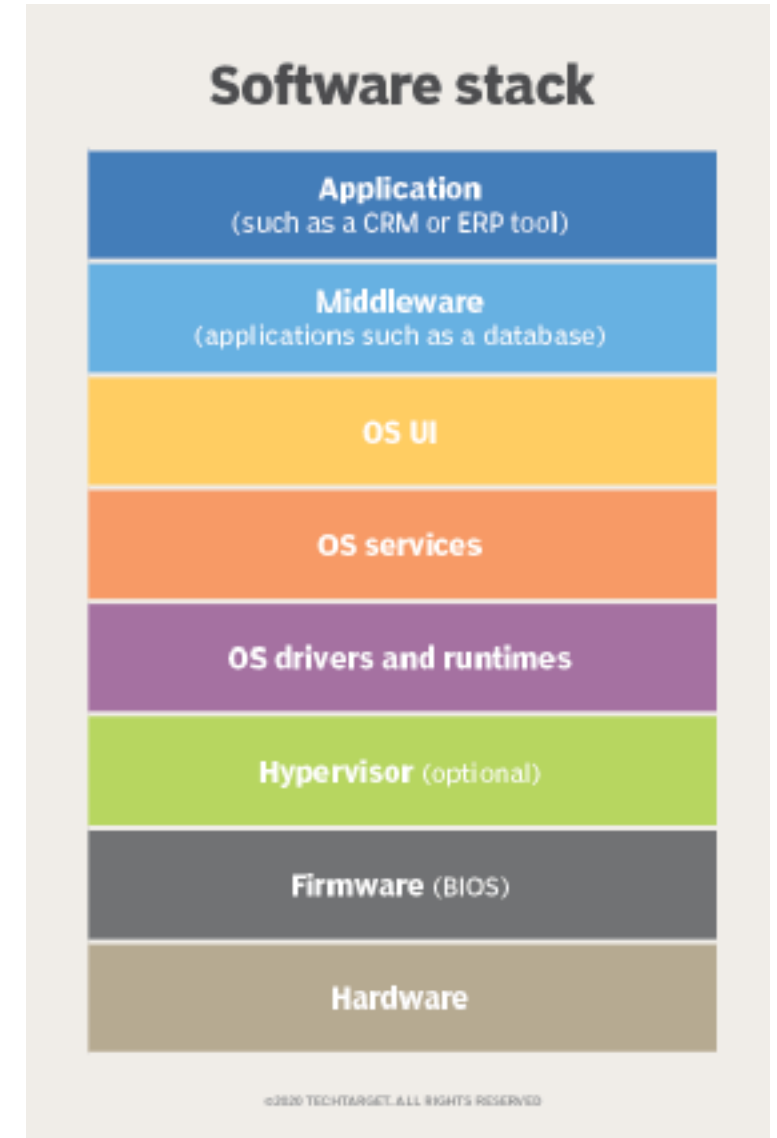 Software stack
Application
(such as a CRM or ERP tool)
Middleware
(applications such as a database)
OS UI
OS services
OS drivers and runtimes
Hypervisor (optional)
Firmware (BIOS)
Hardware
©2020 TECHTARGET. ALL RIGHTS RESERVED